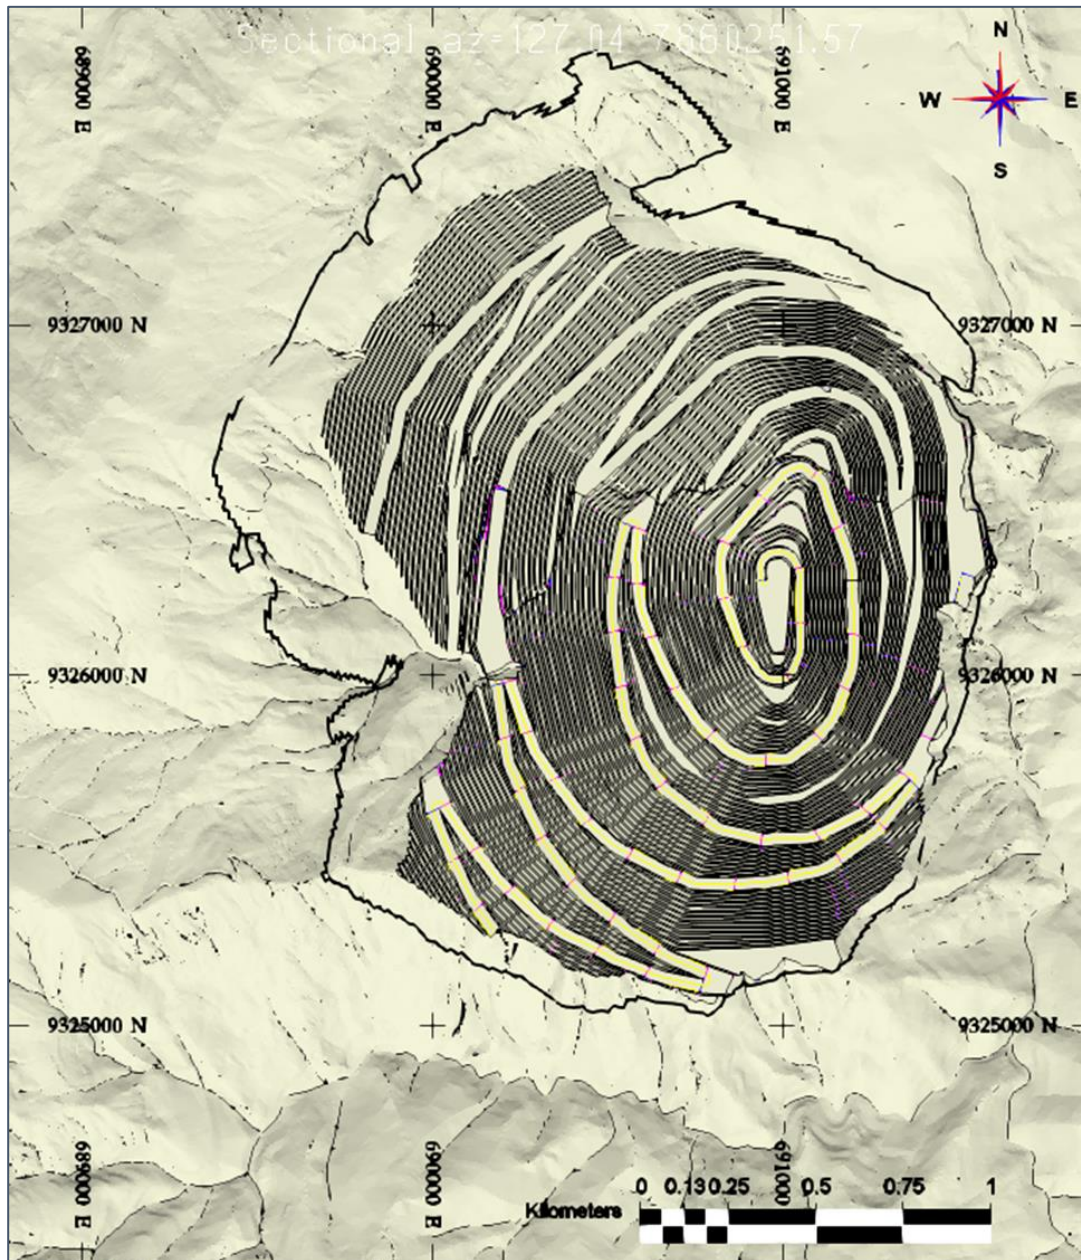 Sectional az=127.04 7860251.57
689000 E
690000 E
691000 E
N
W E
S
9327000 N
9327000 N
9326000 N
9326000 N
9325000 N
9325000 N
689000 E
690000 E
691000
0 0.13 0.25 0.5 0.75 1
Kilometers